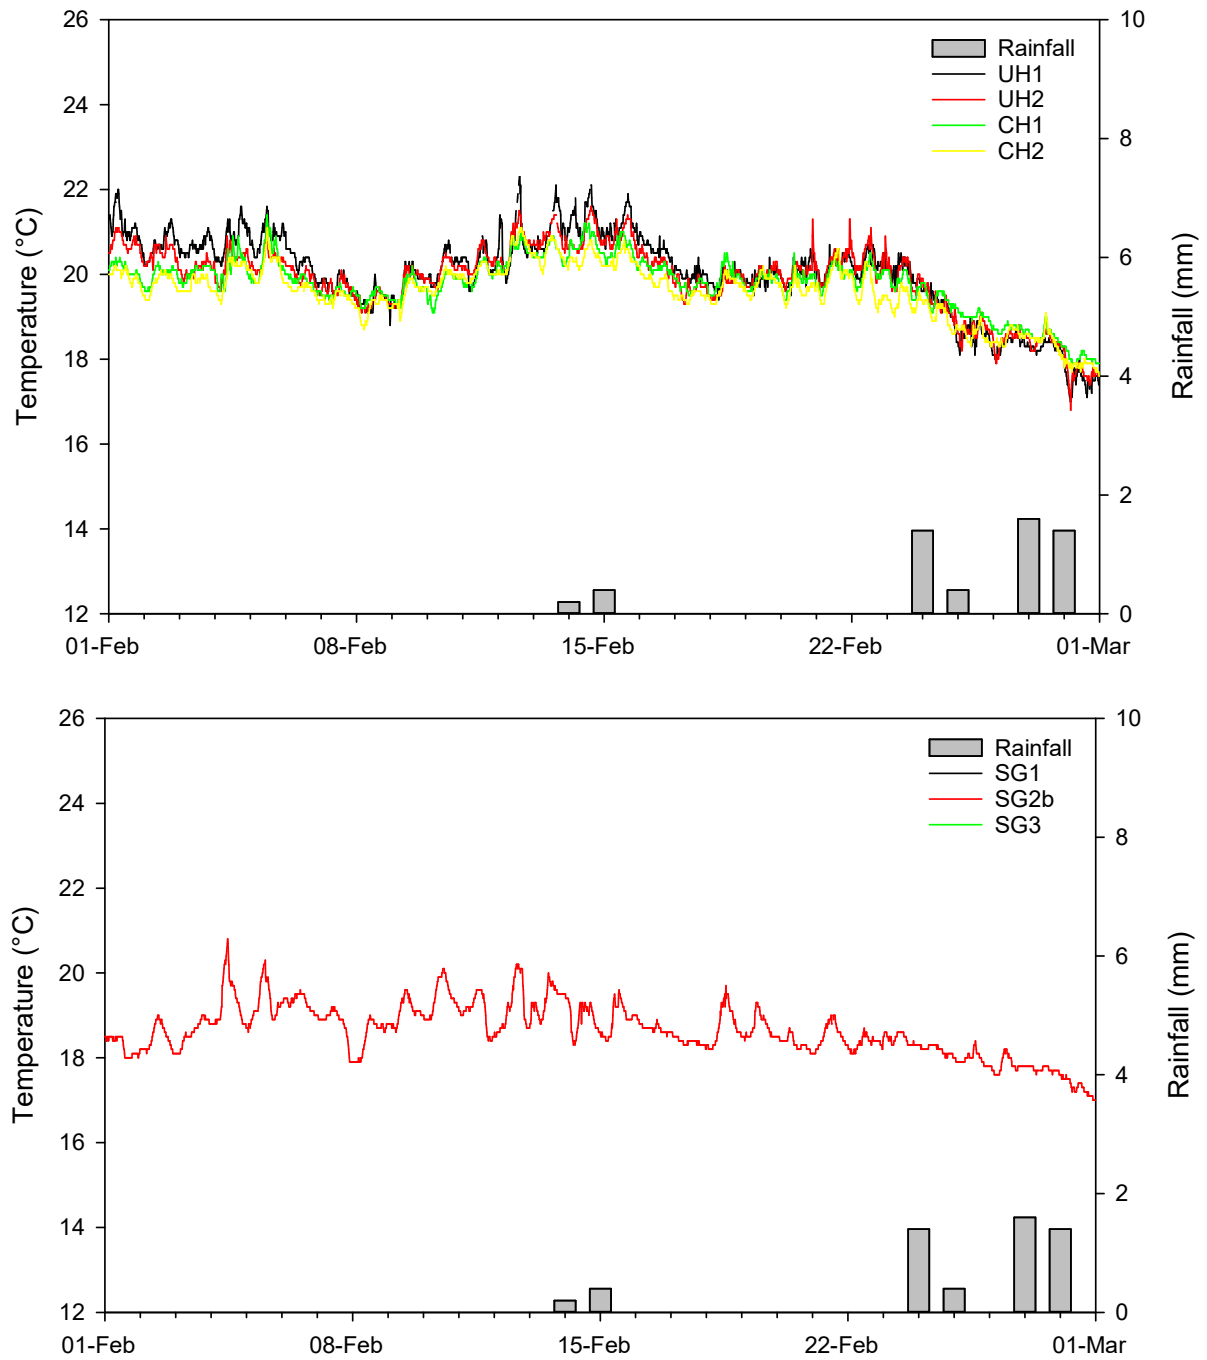 26
24
22
20
18
16
14
12
Temperature (°C)
10
8
6
4
2
0
Rainfall (mm)
Rainfall
UH1
UH2
CH1
CH2
01-Feb
08-Feb
15-Feb
22-Feb
01-Mar
26
24
22
20
18
16
14
12
Temperature (°C)
10
8
6
4
2
0
Rainfall (mm)
Rainfall
SG1
SG2b
SG3
01-Feb
08-Feb
15-Feb
22-Feb
01-Mar